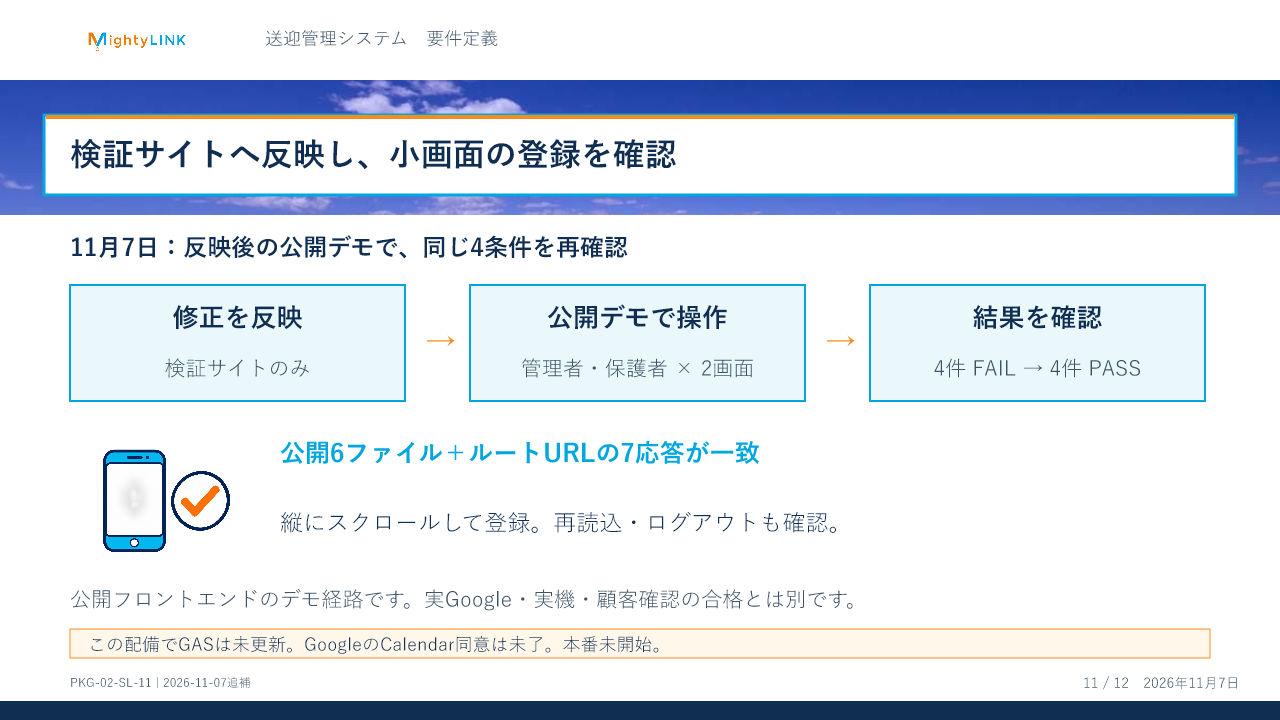 MightyLINK
送迎管理システム 要件定義
検証サイトへ反映し、小画面の登録を確認
11月7日：反映後の公開デモで、同じ4条件を再確認
修正を反映
検証サイトのみ
→
公開デモで操作
管理者・保護者 × 2画面
→
結果を確認
4件 FAIL → 4件 PASS
公開6ファイル＋ルートURLの7応答が一致
縦にスクロールして登録。再読込・ログアウトも確認。
公開フロントエンドのデモ経路です。実Google・実機・顧客確認の合格とは別です。
この配備でGASは未更新。GoogleのCalendar同意は未了。本番未開始。
PKG-02-SL-11 | 2026-11-07追補
11 / 12 2026年11月7日